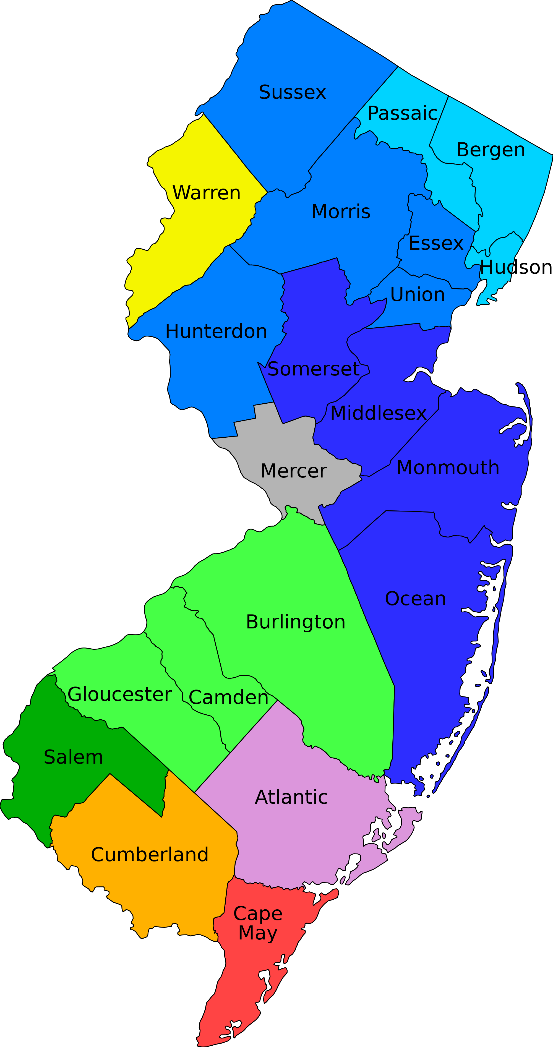 Sussex
Passaic
Bergen
Warren
Morris
Essex
Hudson
Union
Hunterdon
Somerset
Middlesex
Mercer
Monmouth
Ocean
Burlington
Gloucester
Camden
Salem
Atlantic
Cumberland
Cape
May